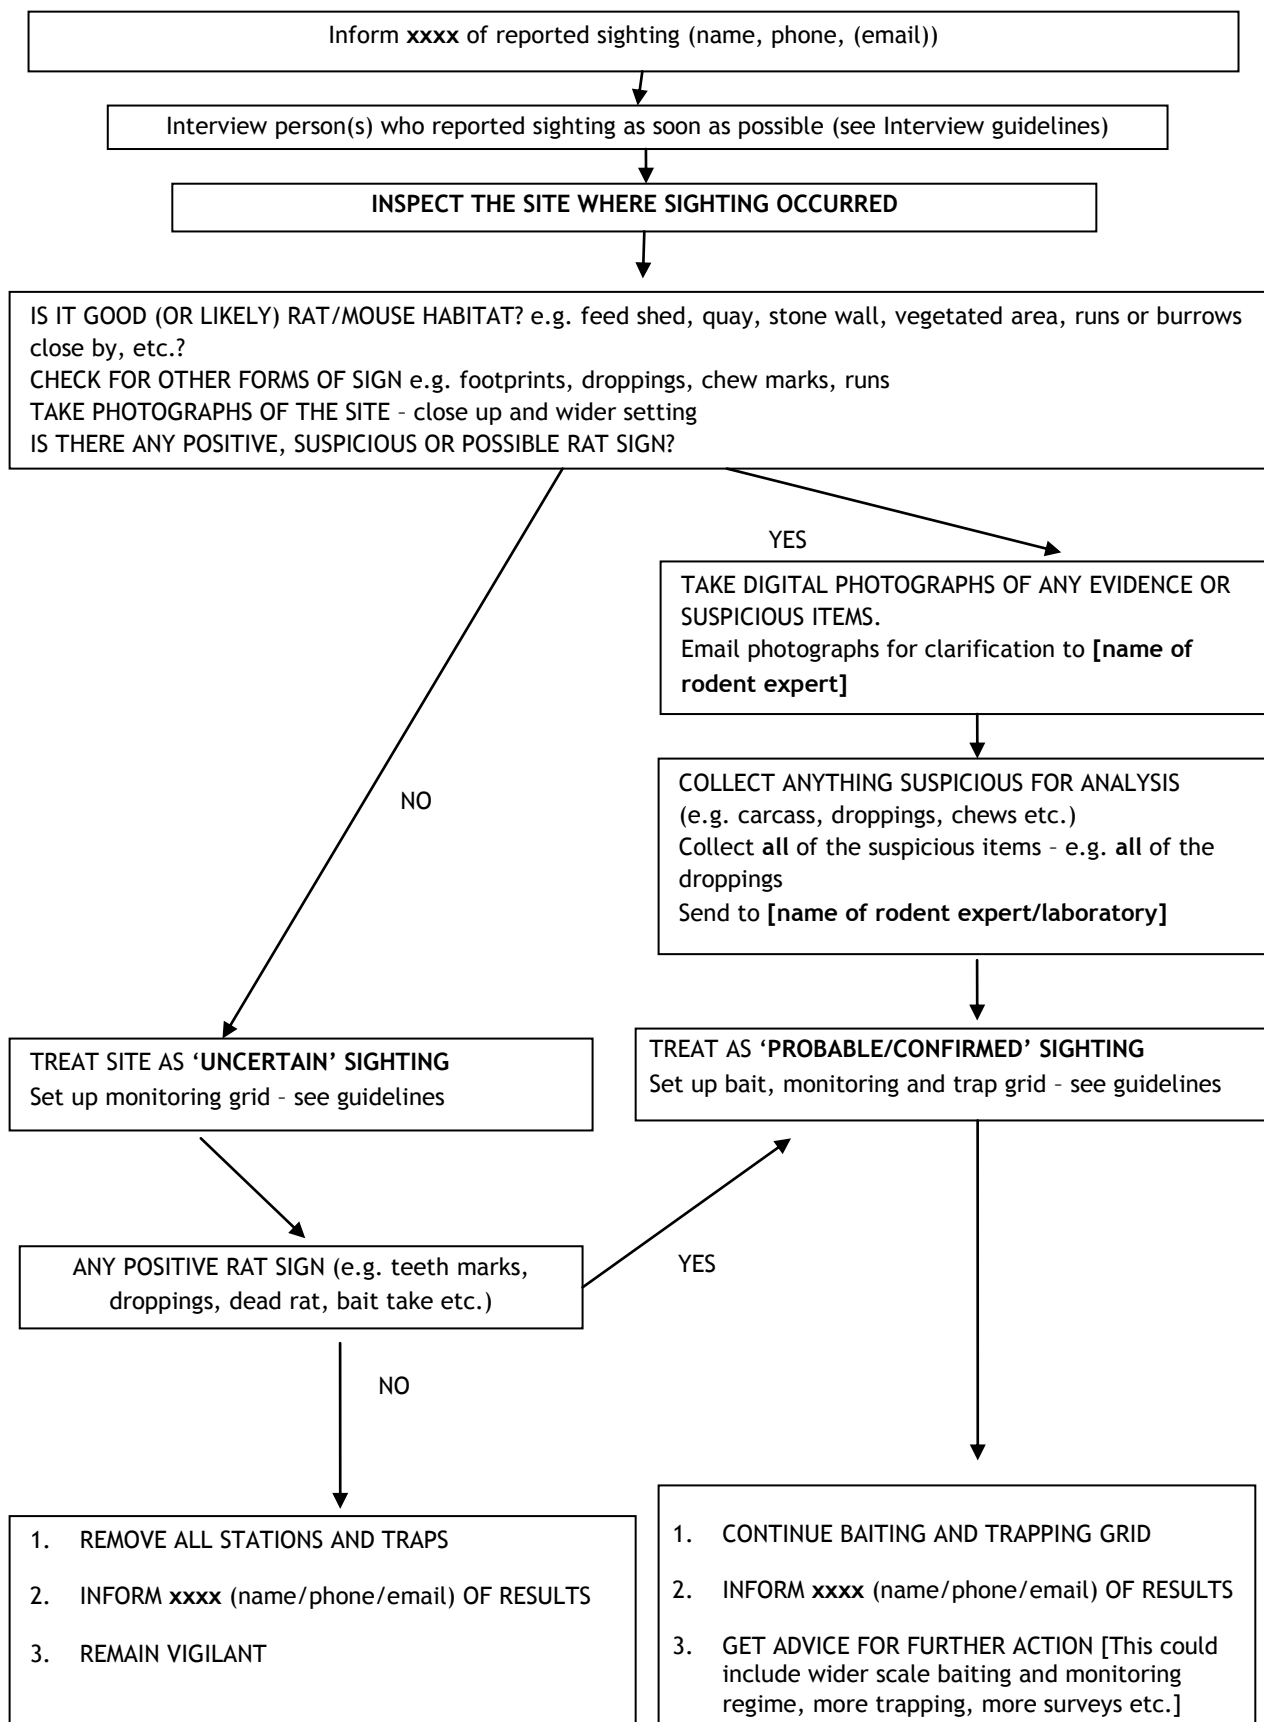 Inform xxxx of reported sighting (name, phone, (email))
Interview person(s) who reported sighting as soon as possible (see Interview guidelines)
INSPECT THE SITE WHERE SIGHTING OCCURRED
IS IT GOOD (OR LIKELY) RAT/MOUSE HABITAT? e.g. feed shed, quay, stone wall, vegetated area, runs or burrows
close by, etc.?
CHECK FOR OTHER FORMS OF SIGN e.g. footprints, droppings, chew marks, runs
TAKE PHOTOGRAPHS OF THE SITE – close up and wider setting
IS THERE ANY POSITIVE, SUSPICIOUS OR POSSIBLE RAT SIGN?
YES
TAKE DIGITAL PHOTOGRAPHS OF ANY EVIDENCE OR
SUSPICIOUS ITEMS.
Email photographs for clarification to [name of
rodent expert]
COLLECT ANYTHING SUSPICIOUS FOR ANALYSIS
(e.g. carcass, droppings, chews etc.)
Collect all of the suspicious items – e.g. all of the
droppings
Send to [name of rodent expert/laboratory]
NO
TREAT SITE AS ‘UNCERTAIN’ SIGHTING
Set up monitoring grid – see guidelines
TREAT AS ‘PROBABLE/CONFIRMED’ SIGHTING
Set up bait, monitoring and trap grid – see guidelines
ANY POSITIVE RAT SIGN (e.g. teeth marks,
droppings, dead rat, bait take etc.)
YES
NO
1. REMOVE ALL STATIONS AND TRAPS
2. INFORM xxxx (name/phone/email) OF RESULTS
3. REMAIN VIGILANT
1. CONTINUE BAITING AND TRAPPING GRID
2. INFORM xxxx (name/phone/email) OF RESULTS
3. GET ADVICE FOR FURTHER ACTION [This could
include wider scale baiting and monitoring
regime, more trapping, more surveys etc.]